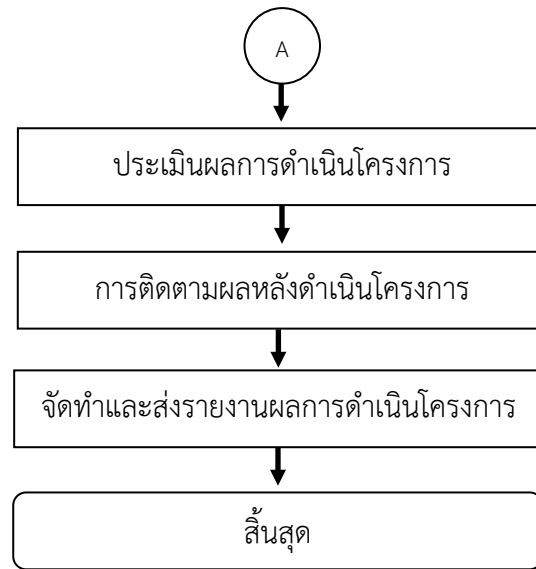 A
ประเมินผลการดำเนินโครงการ
การติดตามผลหลังดำเนินโครงการ
จัดทำและส่งรายงานผลการดำเนินโครงการ
สิ้นสุด